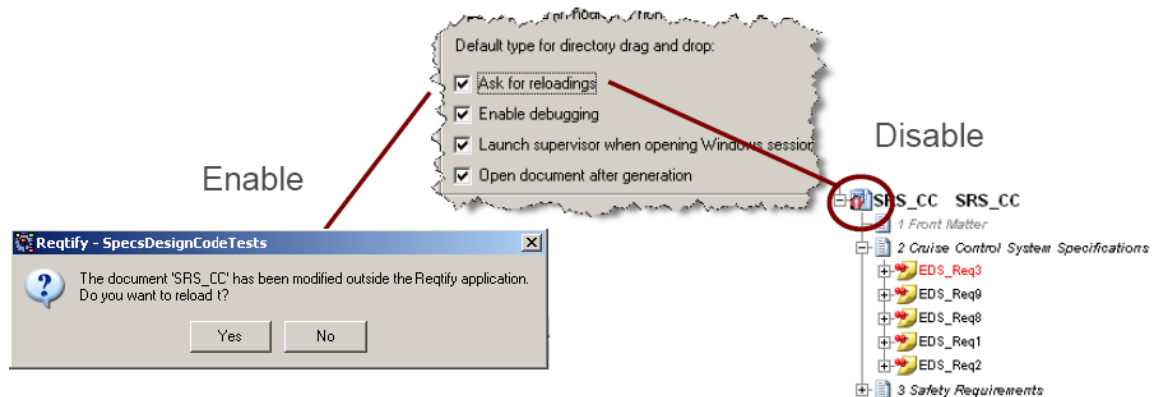 Default type for directory drag and drop:
Ask for reloadings
Enable debugging
Launch supervisor when opening Windows session
Open document after generation
Enable
Disable
Reqtify - SpecsDesignCodeTests
The document 'SRS_CC' has been modified outside the Reqtify application.
Do you want to reload t?
Yes No
SRS_CC SRS_CC
1 Front Matter
2 Cruise Control System Specifications
EDS_Req3
EDS_Req9
EDS_Req8
EDS_Req1
EDS_Req2
3 Safety Requirements